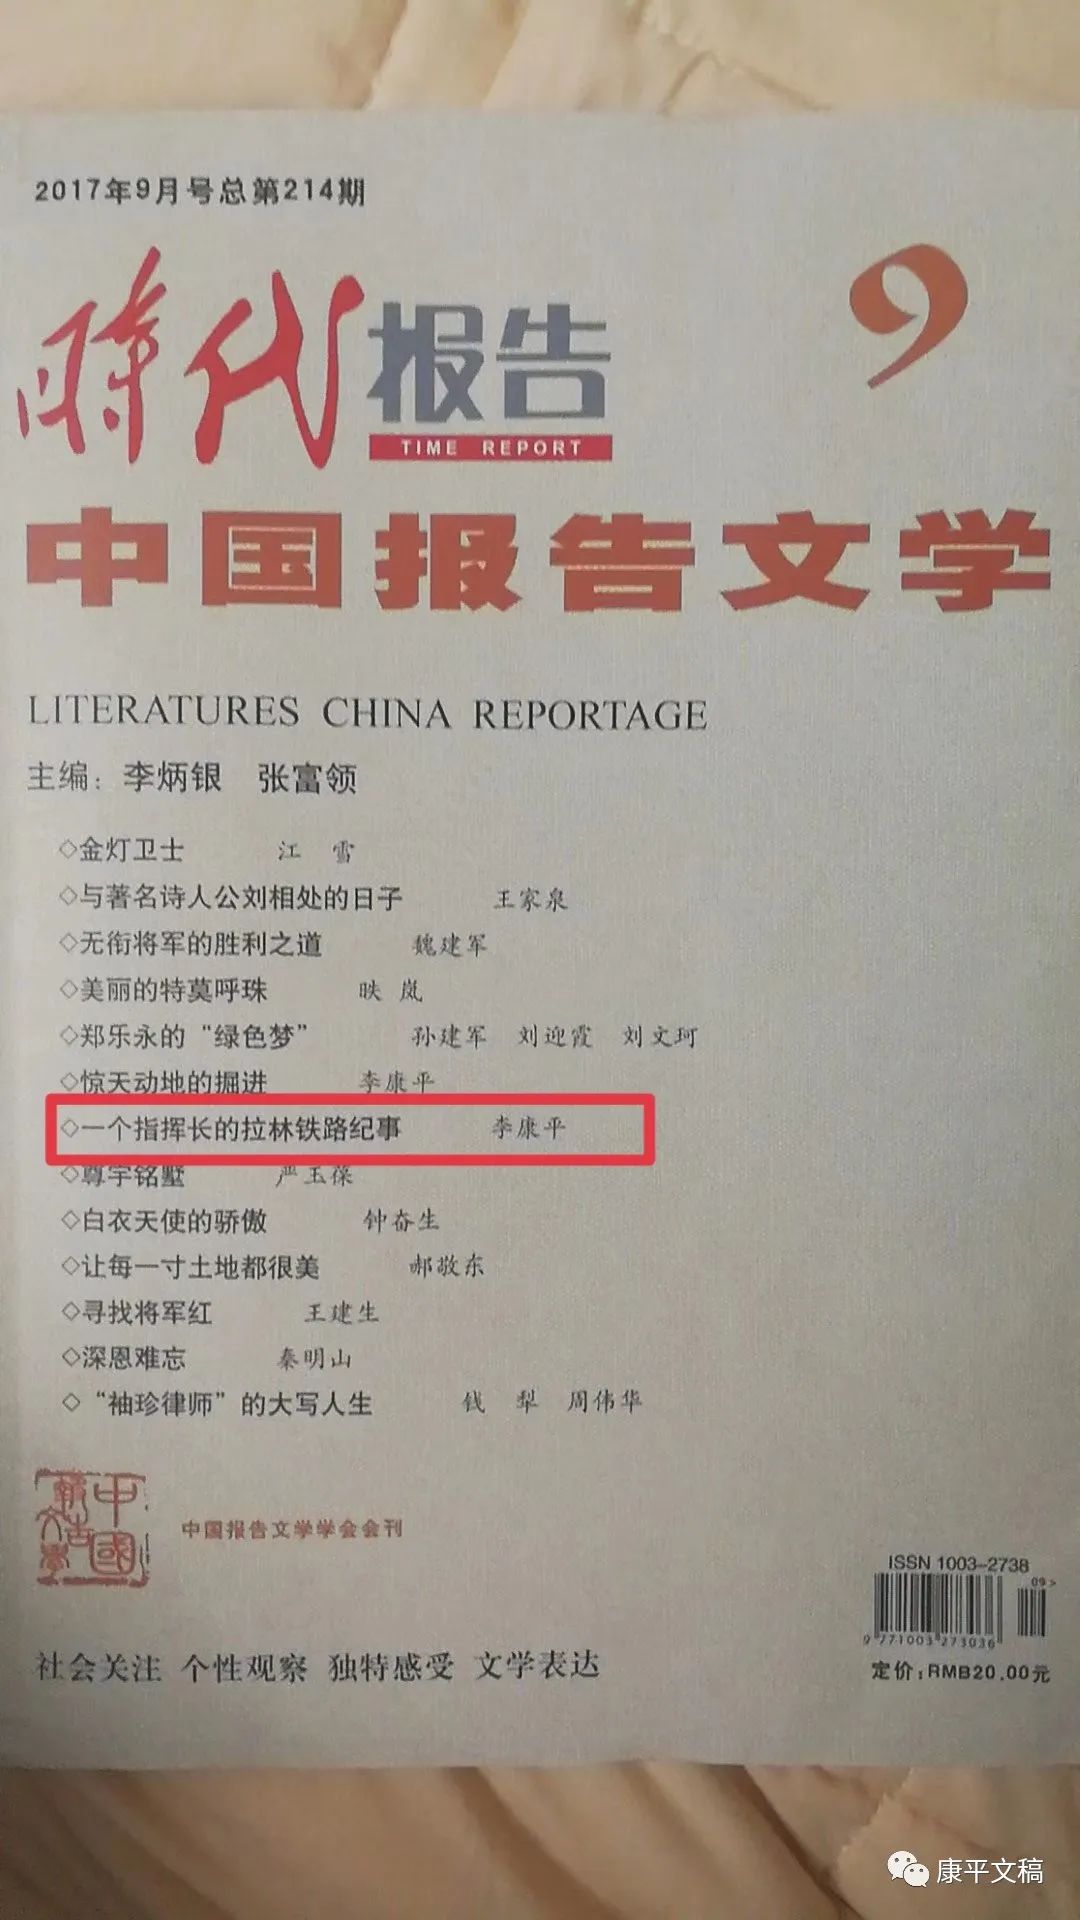 2017年9月号总第214期
時代报告
9
TIME REPORT
中国报告文学
LITERATURES CHINA REPORTAGE
主编：李炳银 张富领
◇金灯卫士 江 雪
◇与著名诗人公刘相处的日子 王家泉
◇无衔将军的胜利之道 魏建军
◇美丽的特莫呼珠 映 岚
◇郑乐永的“绿色梦” 孙建军 刘迎霞 刘文珂
◇惊天动地的掘进 李康平
◇一个指挥长的拉林铁路纪事 李康平
◇尊宇铭墅 严玉葆
◇白衣天使的骄傲 钟奋生
◇让每一寸土地都很美 郝敬东
◇寻找将军红 王建生
◇深恩难忘 秦明山
◇“袖珍律师”的大写人生 钱 犁 周伟华
中國報告文學
中国报告文学学会会刊
ISSN 1003-2738
09>
9 771003 273036
社会关注 个性观察 独特感受 文学表达
定价：RMB20.00元
康平文稿